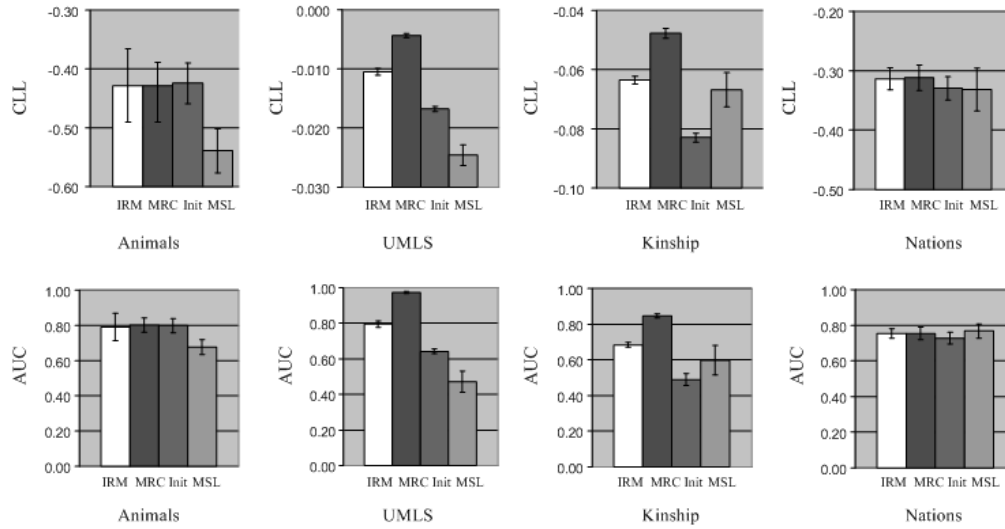 -0.30
-0.40
-0.50
-0.60
CLL
IRM MRC Init MSL
Animals
0.000
-0.010
-0.020
-0.030
CLL
IRM MRC Init MSL
UMLS
-0.04
-0.06
-0.08
-0.10
CLL
IRM MRC Init MSL
Kinship
-0.20
-0.30
-0.40
-0.50
CLL
IRM MRC Init MSL
Nations
1.00
0.80
0.60
0.40
0.20
0.00
AUC
IRM MRC Init MSL
Animals
1.00
0.80
0.60
0.40
0.20
0.00
AUC
IRM MRC Init MSL
UMLS
1.00
0.80
0.60
0.40
0.20
0.00
AUC
IRM MRC Init MSL
Kinship
1.00
0.80
0.60
0.40
0.20
0.00
AUC
IRM MRC Init MSL
Nations